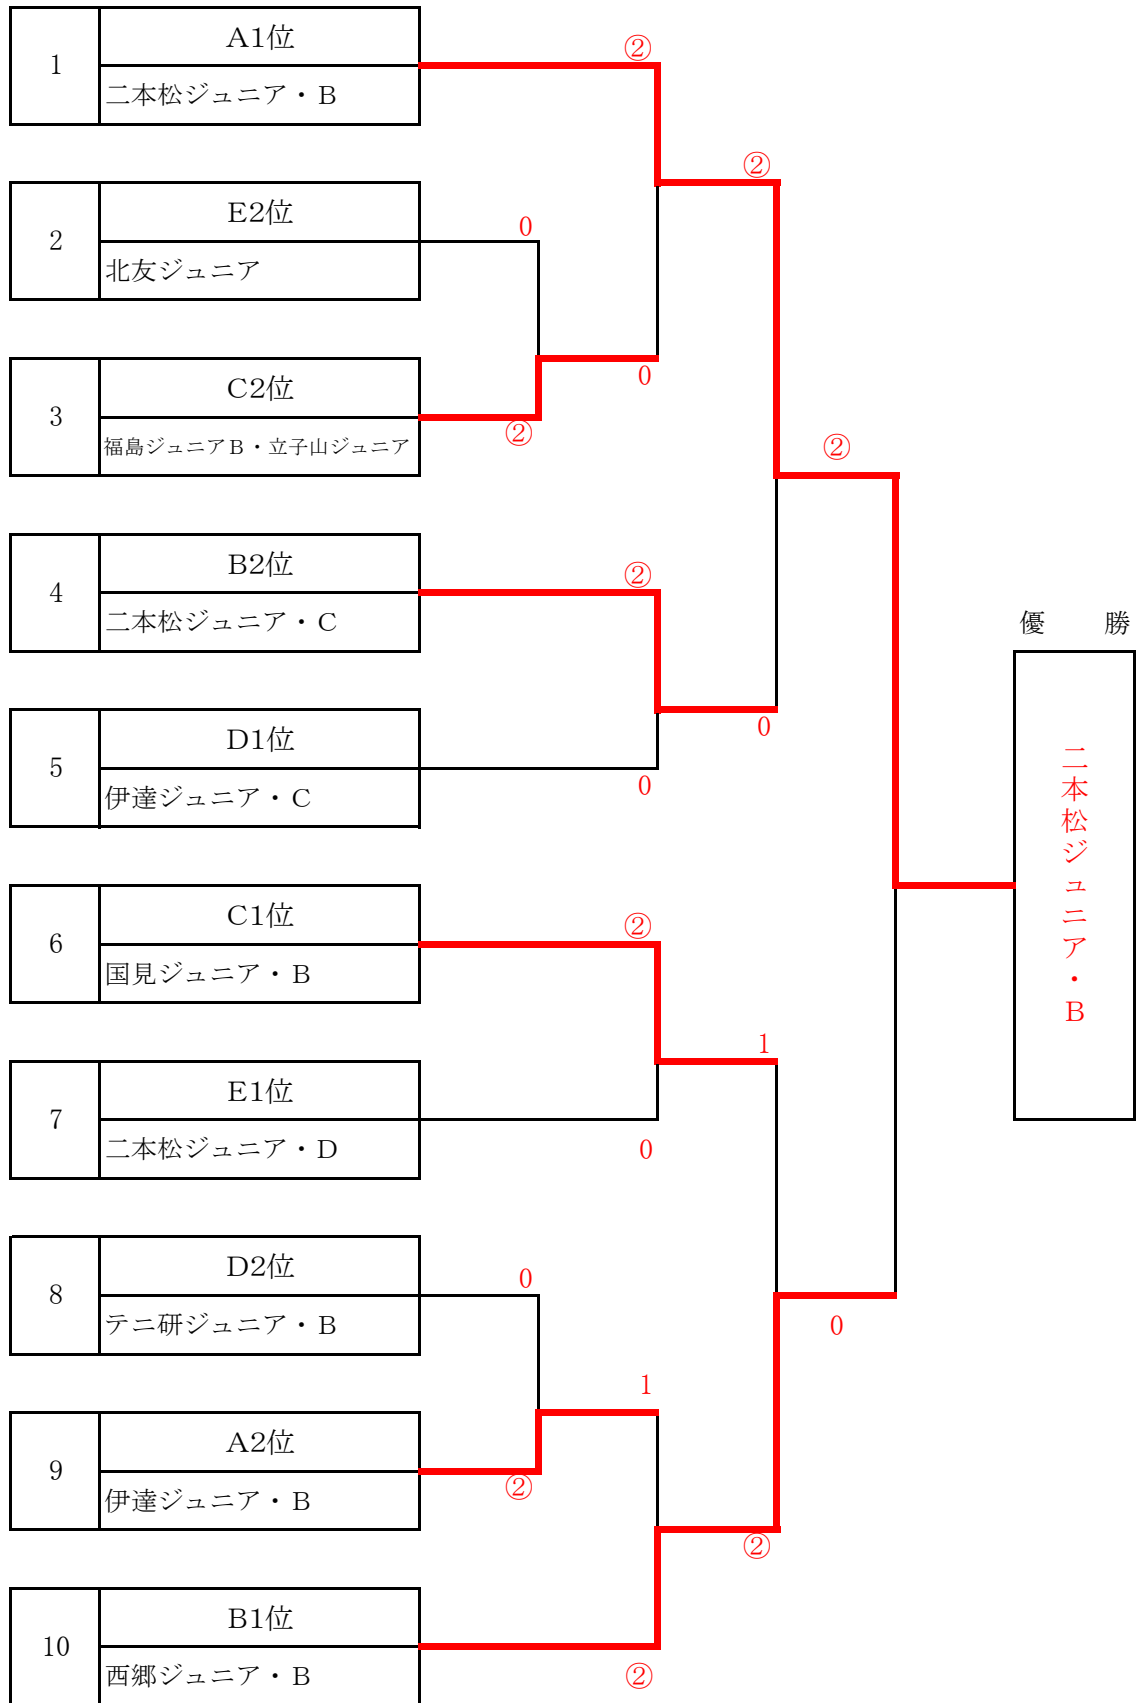 A1位
②
1
二本松ジュニア・B
②
E2位
0
2
北友ジュニア
C2位
0
3
②
福島ジュニアB・立子山ジュニア
②
B2位
②
4
二本松ジュニア・C
優 勝
D1位
0
5
0
伊達ジュニア・C
二本松ジュニア・B
C1位
②
6
国見ジュニア・B
1
E1位
7
二本松ジュニア・D
0
D2位
0
8
テニ研ジュニア・B
0
1
A2位
9
②
伊達ジュニア・B
②
B1位
10
西郷ジュニア・B
②